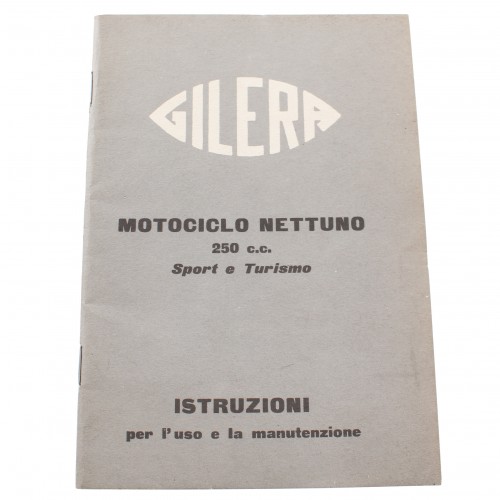 GILERA
MOTOCICLO NETTUNO
250 c.c.
Sport e Turismo
ISTRUZIONI
per l'uso e la manutenzione